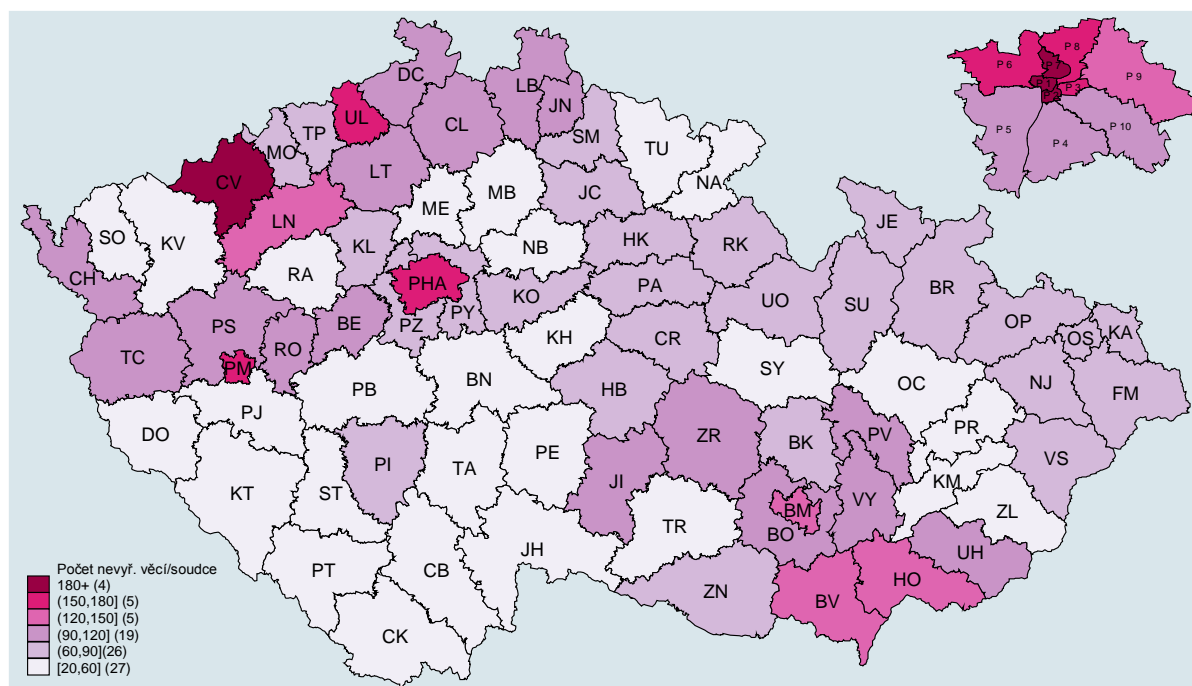 DC
LB
JN
P 8
P 6
P 7
P 9
P 1
P 3
P 5
P 4
P 10
UL
CL
TP
MO
SM
TU
CV
LT
MB
JC
NA
LN
ME
SO
KV
KL
NB
HK
RK
JE
CH
RA
PHA
KO
PA
UO
SU
BR
PS
BE
PZ
PY
OP
KA
TC
RO
KH
CR
OS
PM
PB
BN
SY
OC
NJ
FM
PJ
HB
DO
ZR
BK
PV
PR
PI
PE
VS
KT
ST
TA
JI
KM
VY
BM
ZL
TR
BO
JH
UH
PT
CB
HO
ZN
BV
CK
Počet nevyř. věcí/soudce
180+ (4)
(150,180] (5)
(120,150] (5)
(90,120] (19)
(60,90](26)
[20,60] (27)